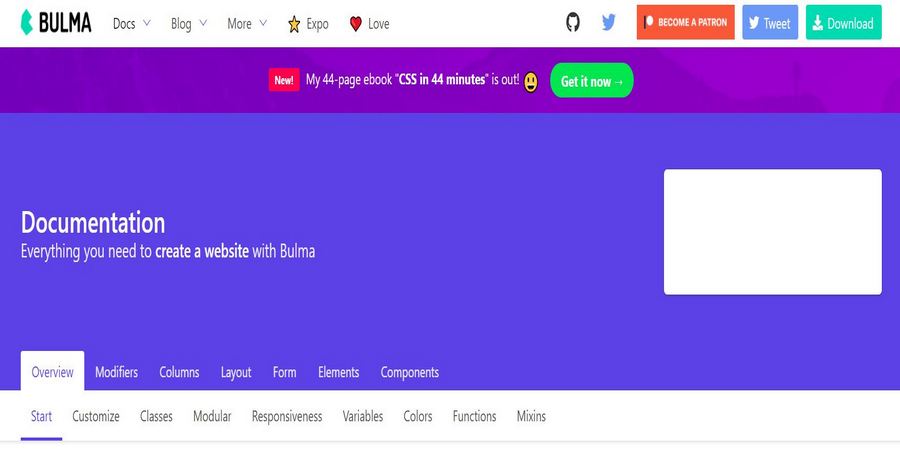 BULMA Docs Blog More Expo Love BECOME A PATRON Tweet Download
New! My 44-page ebook "CSS in 44 minutes" is out! Get it now →
Documentation
Everything you need to create a website with Bulma
Overview Modifiers Columns Layout Form Elements Components
Start Customize Classes Modular Responsiveness Variables Colors Functions Mixins